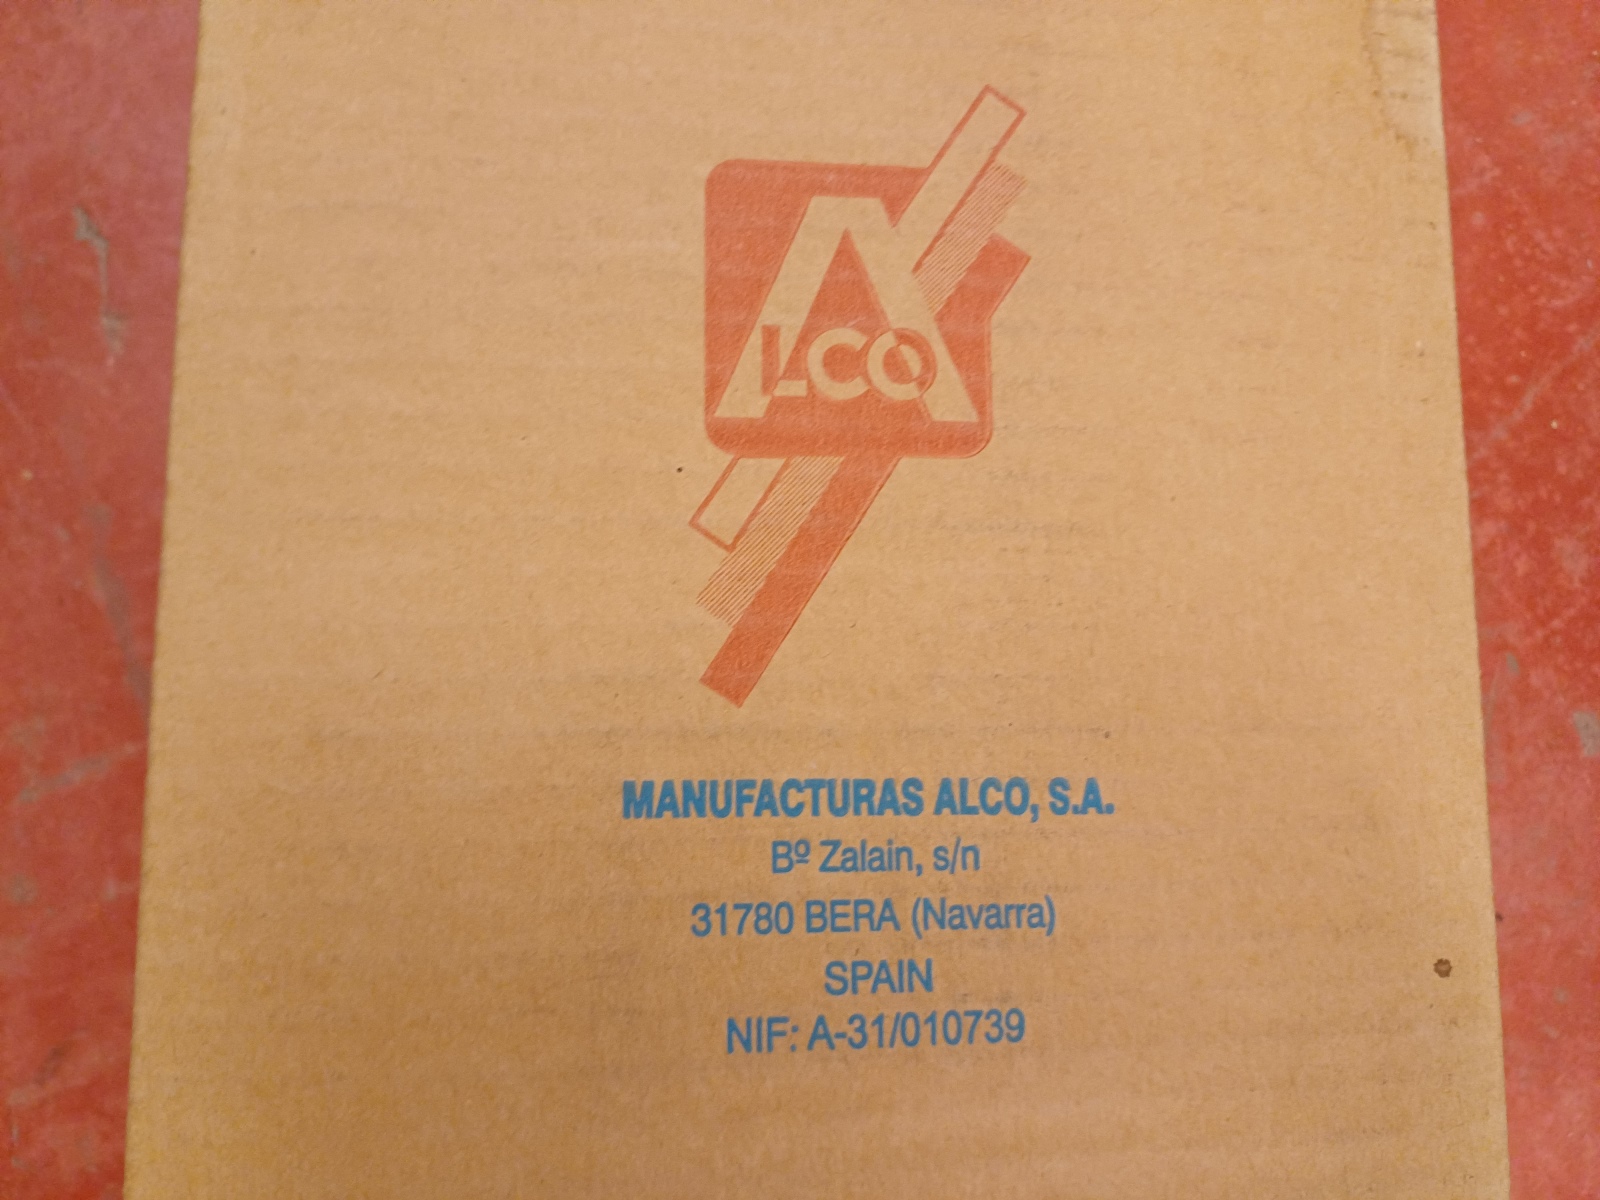 ALCO
MANUFACTURAS ALCO, S.A.
Bº Zalain, s/n
31780 BERA (Navarra)
SPAIN
NIF: A-31/010739